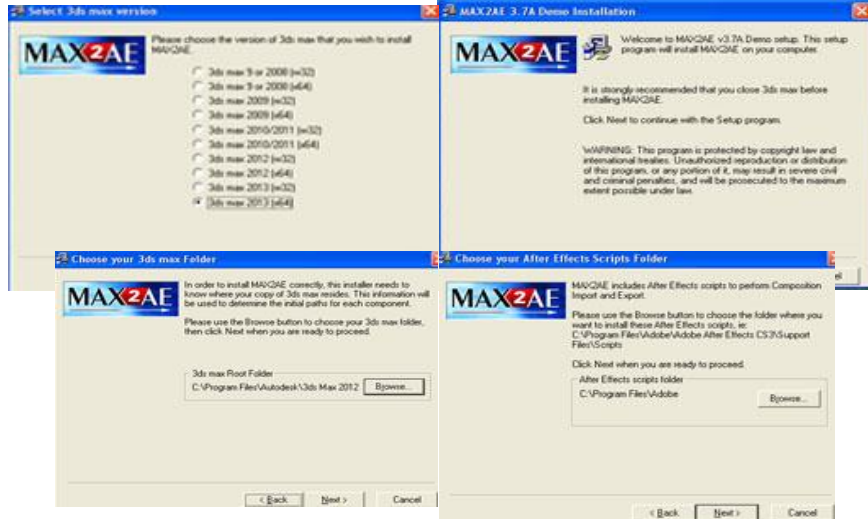 Select 3ds max version
MAX2AE
Please choose the version of 3ds max that you wish to install
MAX2AE.
3ds max 9 or 2008 (w32)
3ds max 9 or 2008 (x64)
3ds max 2009 (w32)
3ds max 2009 (x64)
3ds max 2010/2011 (w32)
3ds max 2010/2011 (x64)
3ds max 2012 (w32)
3ds max 2012 (x64)
3ds max 2013 (w32)
3ds max 2013 (x64)
MAX2AE 3.7A Demo Installation
MAX2AE
Welcome to MAX2AE v3.7A Demo setup. This setup
program will install MAX2AE on your computer.
It is strongly recommended that you close 3ds max before
installing MAX2AE.
Click Next to continue with the Setup program.
WARNING: This program is protected by copyright law and
international treaties. Unauthorized reproduction or distribution
of this program, or any portion of it, may result in severe civil
and criminal penalties, and will be prosecuted to the maximum
extent possible under law.
Choose your 3ds max Folder
MAX2AE
In order to install MAX2AE correctly, this installer needs to
know where your copy of 3ds max resides. This information will
be used to determine the initial paths for each component.
Please use the Browse button to choose your 3ds max folder,
then click Next when you are ready to proceed.
3ds max Root Folder
C:\Program Files\Autodesk\3ds Max 2012 Browse...
< Back Next > Cancel
Choose your After Effects Scripts Folder
MAX2AE
MAX2AE includes After Effects scripts to perform Composition
Import and Export.
Please use the Browse button to choose the folder where you
want to install these After Effects scripts, ie:
C:\Program Files\Adobe\Adobe After Effects CS3\Support
Files\Scripts
Click Next when you are ready to proceed.
After Effects scripts folder
C:\Program Files\Adobe Browse...
< Back Next > Cancel